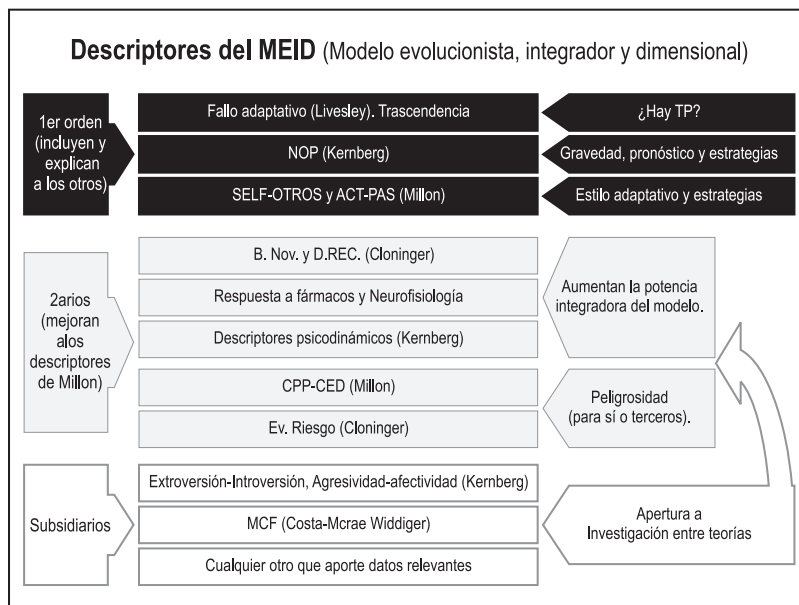 Descriptores del MEID (Modelo evolucionista, integrador y dimensional)
1er orden
(incluyen y
explican
a los otros)
Fallo adaptativo (Livesley). Trascendencia
¿Hay TP?
NOP (Kernberg)
Gravedad, pronóstico y estrategias
SELF-OTROS y ACT-PAS (Millon)
Estilo adaptativo y estrategias
2arios
(mejoran
alos
descriptores
de Millon)
B. Nov. y D.REC. (Cloninger)
Respuesta a fármacos y Neurofisiología
Descriptores psicodinámicos (Kernberg)
Aumentan la potencia
integradora del modelo.
CPP-CED (Millon)
Ev. Riesgo (Cloninger)
Peligrosidad
(para sí o terceros).
Subsidiarios
Extroversión-Introversión, Agresividad-afectividad (Kernberg)
MCF (Costa-Mcrae Widdiger)
Cualquier otro que aporte datos relevantes
Apertura a
Investigación entre teorías